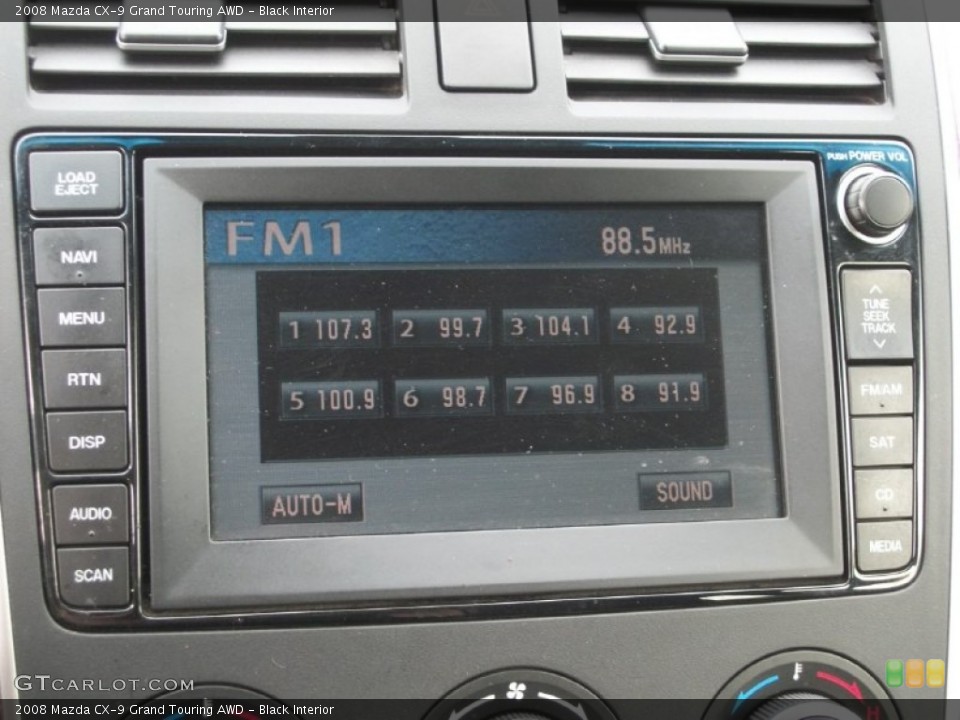 2008 Mazda CX-9 Grand Touring AWD - Black Interior
LOAD
EJECT
NAVI
MENU
RTN
DISP
AUDIO
SCAN
FM1
88.5MHz
1 107.3 2 99.7 3 104.1 4 92.9
5 100.9 6 98.7 7 96.9 8 91.9
AUTO-M
SOUND
PUSH POWER VOL
TUNE
SEEK
TRACK
FM/AM
SAT
CD
MEDIA
H
GTCARLOT.COM
2008 Mazda CX-9 Grand Touring AWD - Black Interior